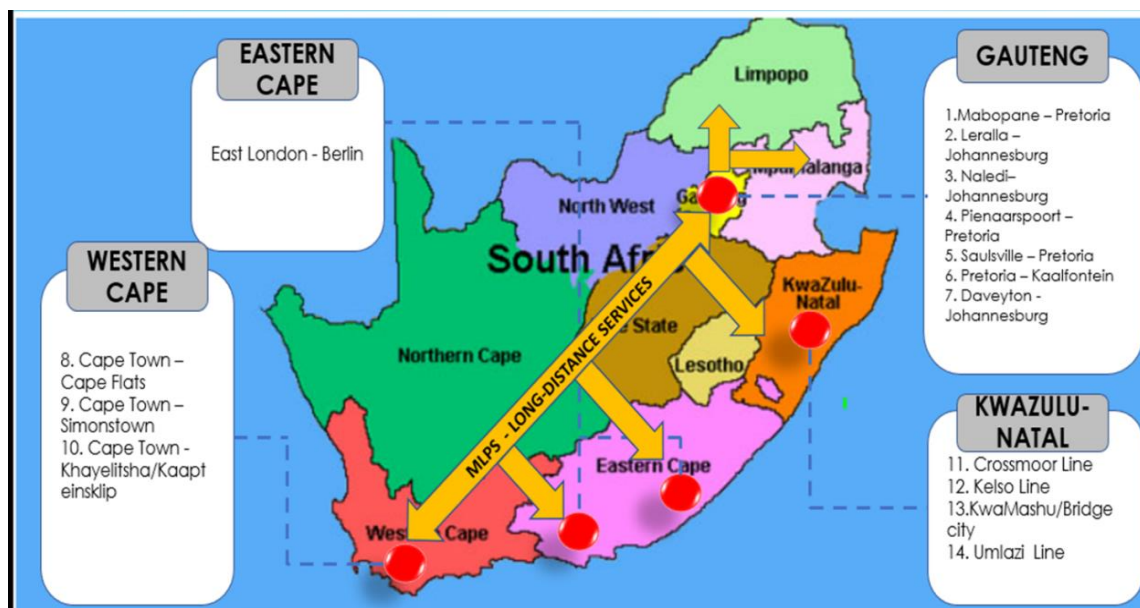 EASTERN
CAPE
East London - Berlin
WESTERN
CAPE
8. Cape Town –
Cape Flats
9. Cape Town –
Simonstown
10. Cape Town -
Khayelitsha/Kaapt
einsklip
GAUTENG
1.Mabopane – Pretoria
2. Leralla –
Johannesburg
3. Naledi–
Johannesburg
4. Pienaarspoort –
Pretoria
5. Saulsville – Pretoria
6. Pretoria – Kaalfontein
7. Daveyton -
Johannesburg
KWAZULU-
NATAL
11. Crossmoor Line
12. Kelso Line
13.KwaMashu/Bridge
city
14. Umlazi Line
Limpopo
North West
South Afri
KwaZulu-
Natal
State
Lesotho
Northern Cape
MLPS - LONG-DISTANCE SERVICES
Eastern Cape
Cape